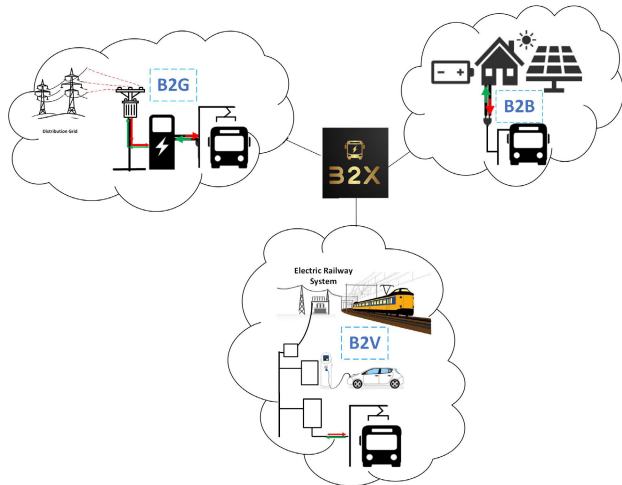 B2G
Distribution Grid
B2B
B2X
Electric Railway
System
B2V